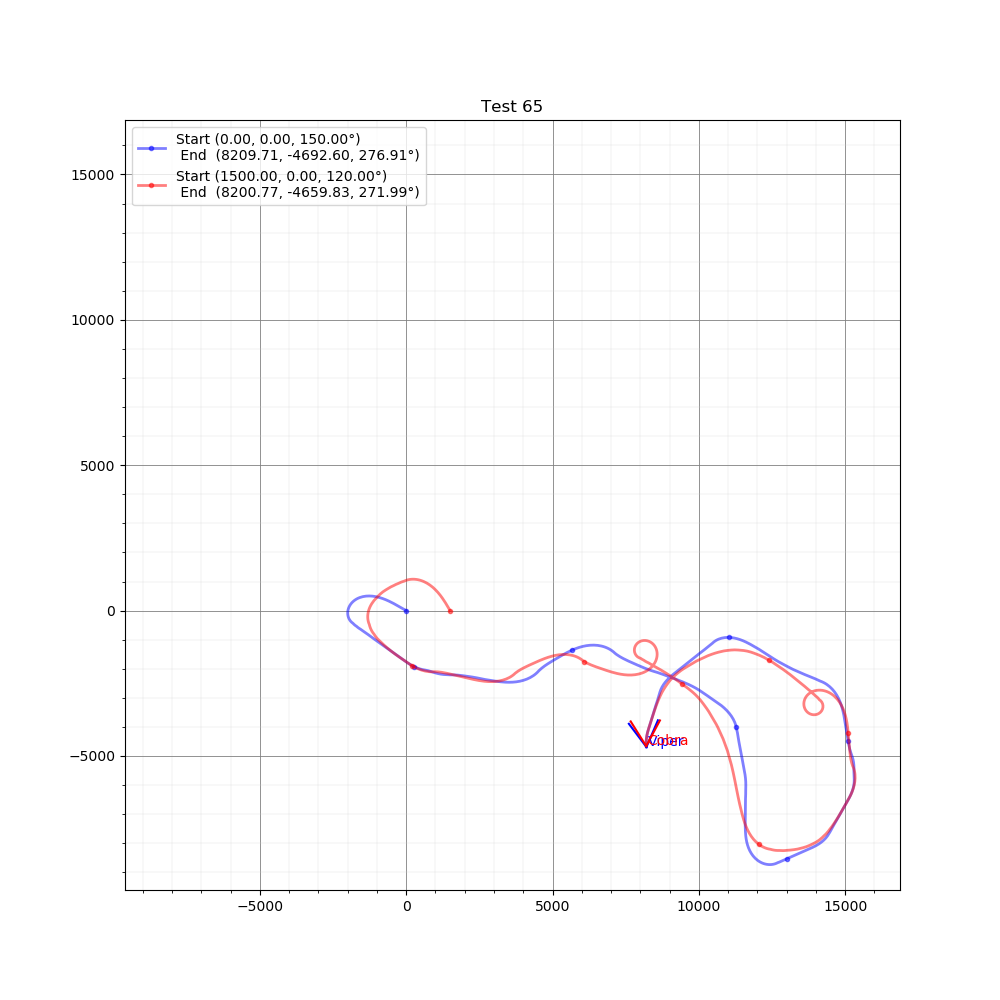 Test 65
Start (0.00, 0.00, 150.00°)
End  (8209.71, -4692.60, 276.91°)
Start (1500.00, 0.00, 120.00°)
End  (8200.77, -4659.83, 271.99°)
15000
10000
5000
0
−5000
Viper
Cobra
−5000
0
5000
10000
15000